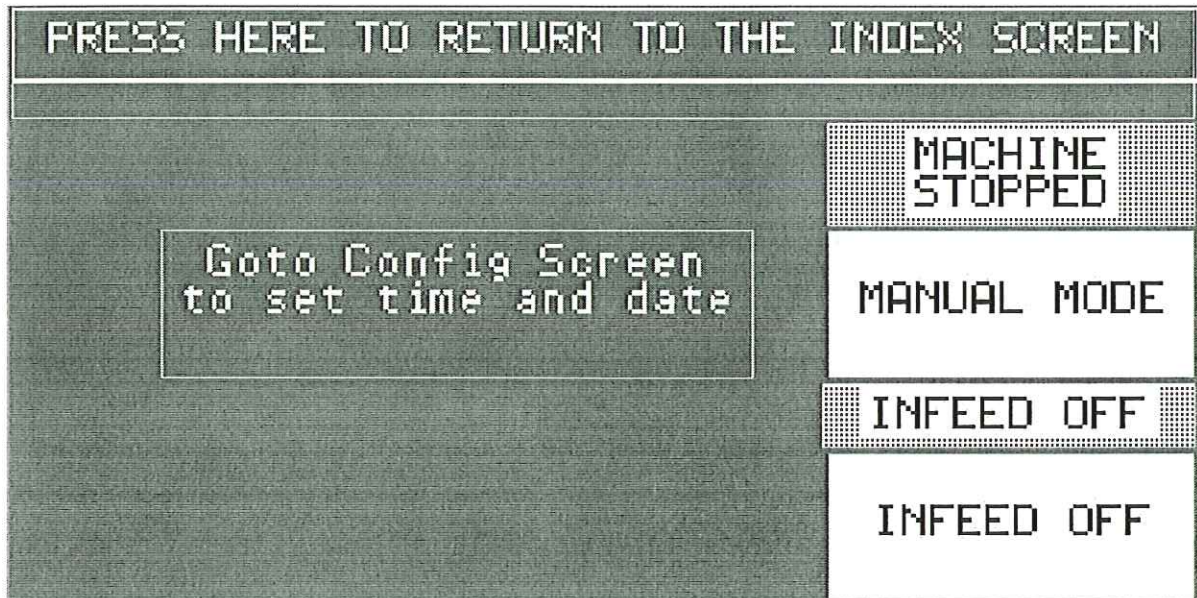 PRESS HERE TO RETURN TO THE INDEX SCREEN
MACHINE
STOPPED
Goto Config Screen
to set time and date
MANUAL MODE
INFEED OFF
INFEED OFF